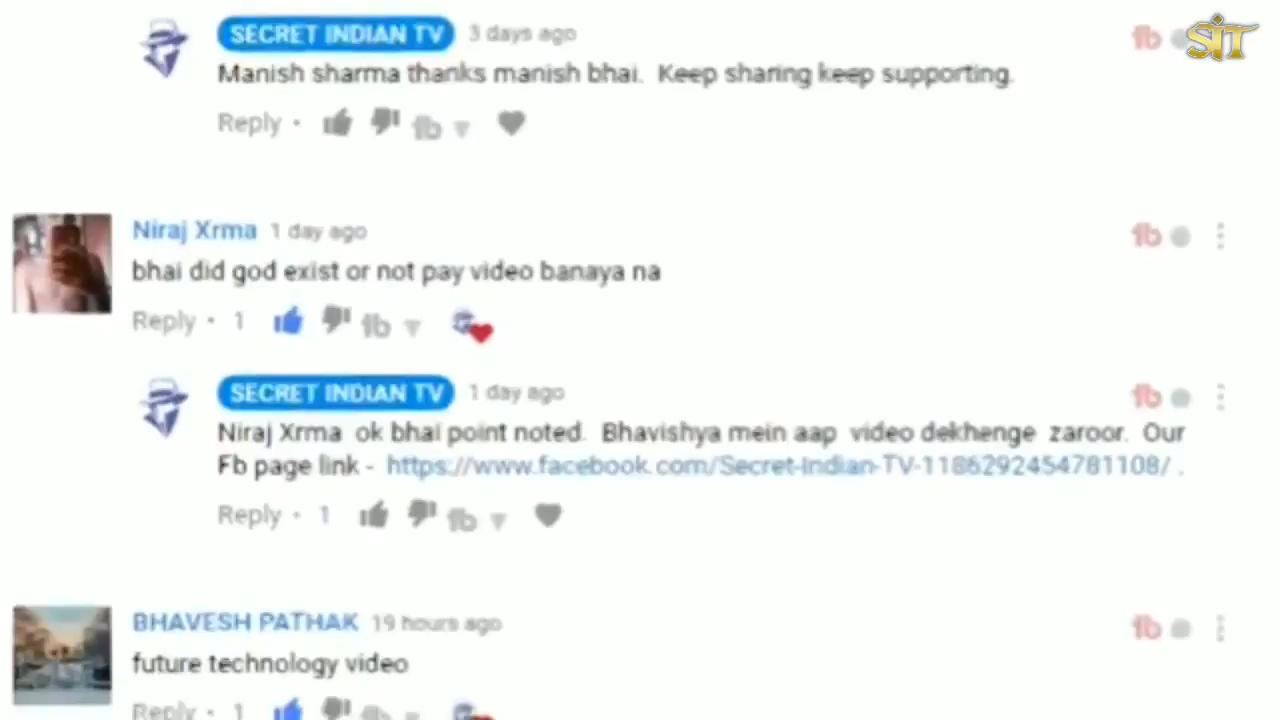 SECRET INDIAN TV 3 days ago
SIT
Manish sharma thanks manish bhai. Keep sharing keep supporting.
Reply
Niraj Xrma 1 day ago
bhai did god exist or not pay video banaya na
Reply • 1
SECRET INDIAN TV 1 day ago
Niraj Xrma ok bhai point noted. Bhavishya mein aap video dekhenge zaroor. Our
Fb page link - https://www.facebook.com/Secret-Indian-TV-1186292454781108/ .
Reply • 1
BHAVESH PATHAK 19 hours ago
future technology video
Reply • 1